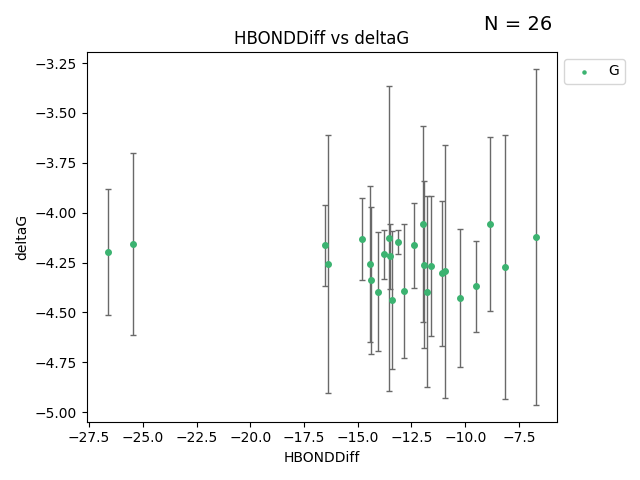 N = 26
HBONDDiff vs deltaG
G
−3.25
−3.50
−3.75
−4.00
−4.25
−4.50
−4.75
−5.00
deltaG
−27.5 −25.0 −22.5 −20.0 −17.5 −15.0 −12.5 −10.0 −7.5
HBONDDiff